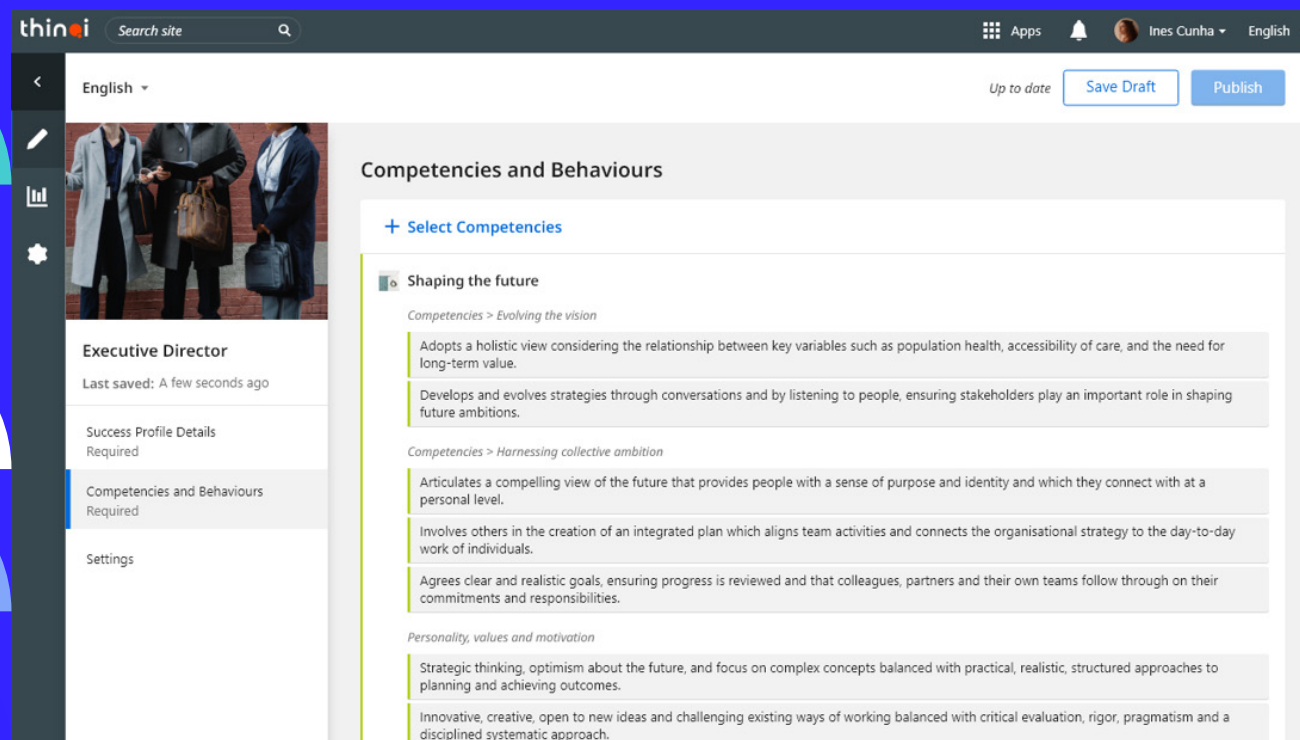 thinqi
Search site
Apps
Ines Cunha
English
English
Up to date
Save Draft
Publish
Executive Director
Last saved: A few seconds ago
Success Profile Details
Required
Competencies and Behaviours
Required
Settings
Competencies and Behaviours
+ Select Competencies
Shaping the future
Competencies > Evolving the vision
Adopts a holistic view considering the relationship between key variables such as population health, accessibility of care, and the need for
long-term value.
Develops and evolves strategies through conversations and by listening to people, ensuring stakeholders play an important role in shaping
future ambitions.
Competencies > Harnessing collective ambition
Articulates a compelling view of the future that provides people with a sense of purpose and identity and which they connect with at a
personal level.
Involves others in the creation of an integrated plan which aligns team activities and connects the organisational strategy to the day-to-day
work of individuals.
Agrees clear and realistic goals, ensuring progress is reviewed and that colleagues, partners and their own teams follow through on their
commitments and responsibilities.
Personality, values and motivation
Strategic thinking, optimism about the future, and focus on complex concepts balanced with practical, realistic, structured approaches to
planning and achieving outcomes.
Innovative, creative, open to new ideas and challenging existing ways of working balanced with critical evaluation, rigor, pragmatism and a
disciplined systematic approach.